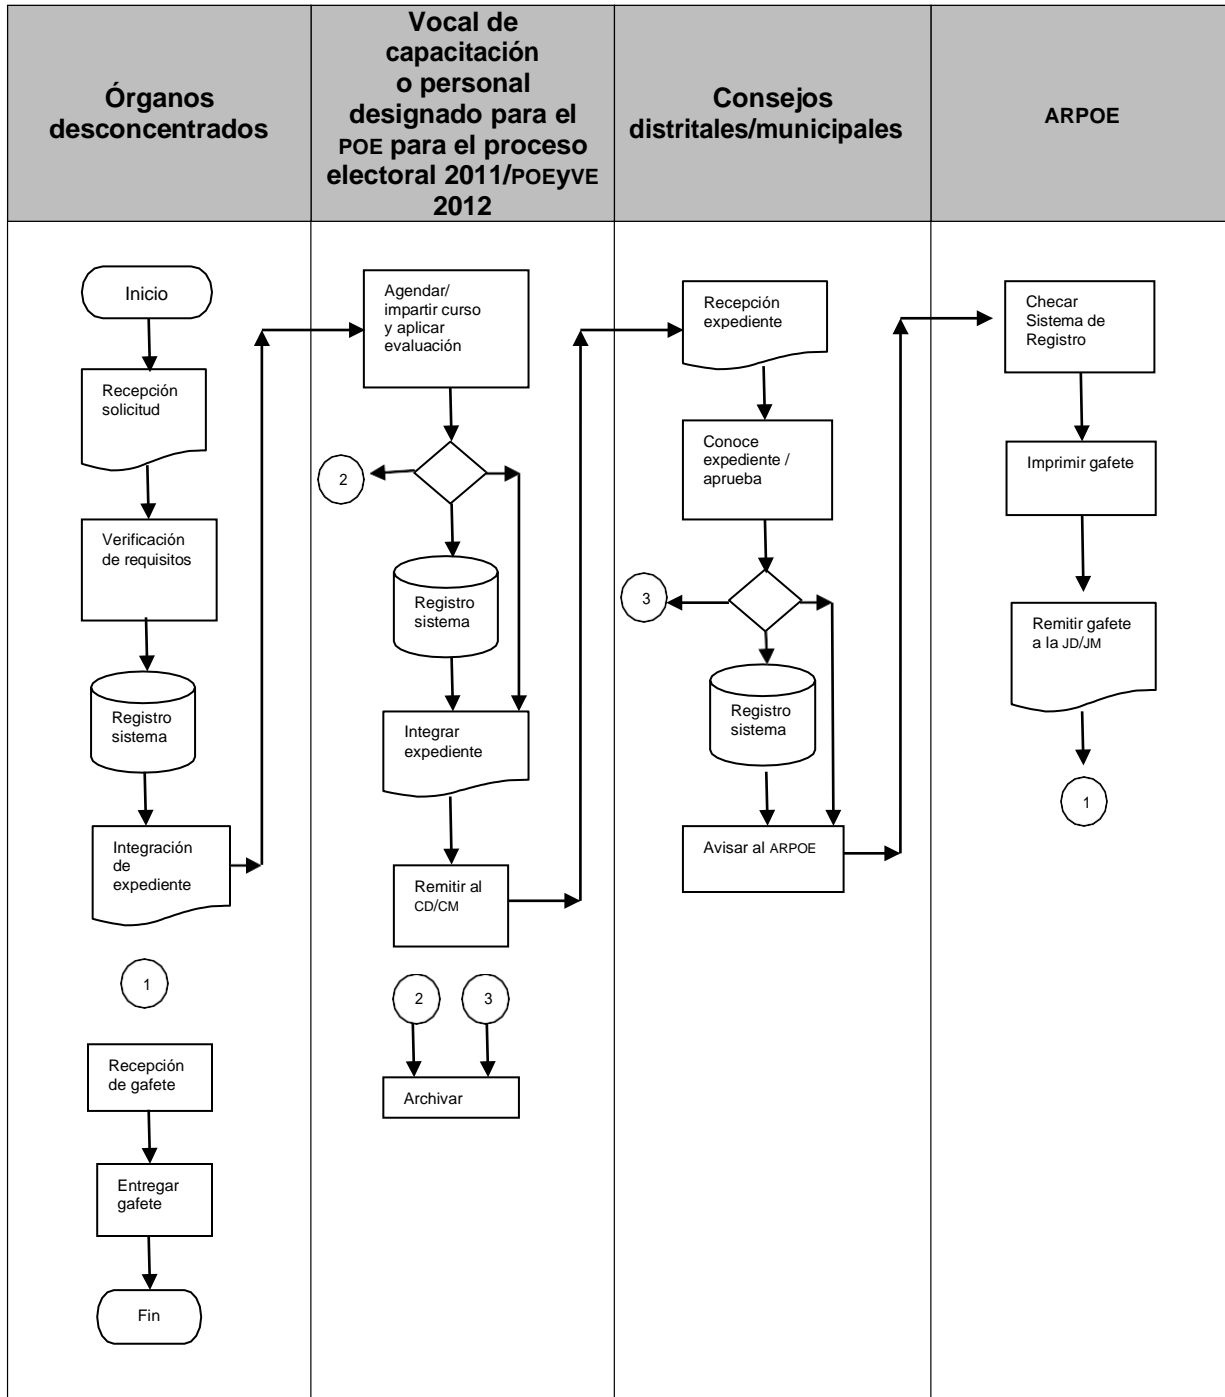 Órganos
desconcentrados
Vocal de
capacitación
o personal
designado para el
POE para el proceso
electoral 2011/POEyVE
2012
Consejos
distritales/municipales
ARPOE
Inicio
Recepción
solicitud
Verificación
de requisitos
Registro
sistema
Integración
de
expediente
1
Recepción
de gafete
Entregar
gafete
Fin
Agendar/
impartir curso
y aplicar
evaluación
2
Registro
sistema
Integrar
expediente
Remitir al
CD/CM
2
3
Archivar
Recepción
expediente
Conoce
expediente /
aprueba
3
Registro
sistema
Avisar al ARPOE
Checar
Sistema de
Registro
Imprimir gafete
Remitir gafete
a la JD/JM
1